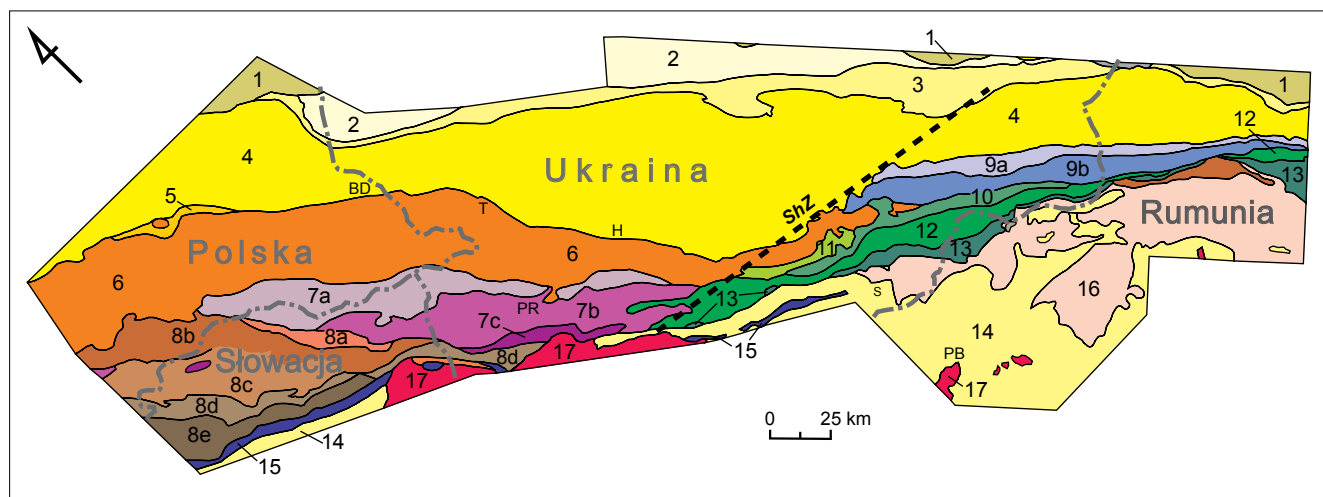 1
2
3
1
1
2
4
4
12
9a
9b
13
5
BD
Ukraina
T
ShZ
10
Rumunia
Polska
H
11
12
13
6
6
7a
13
S
16
PR
7b
8b
8a
7c
15
14
Słowacja
8d
17
PB
8c
17
17
8d
0 25 km
8e
14
15